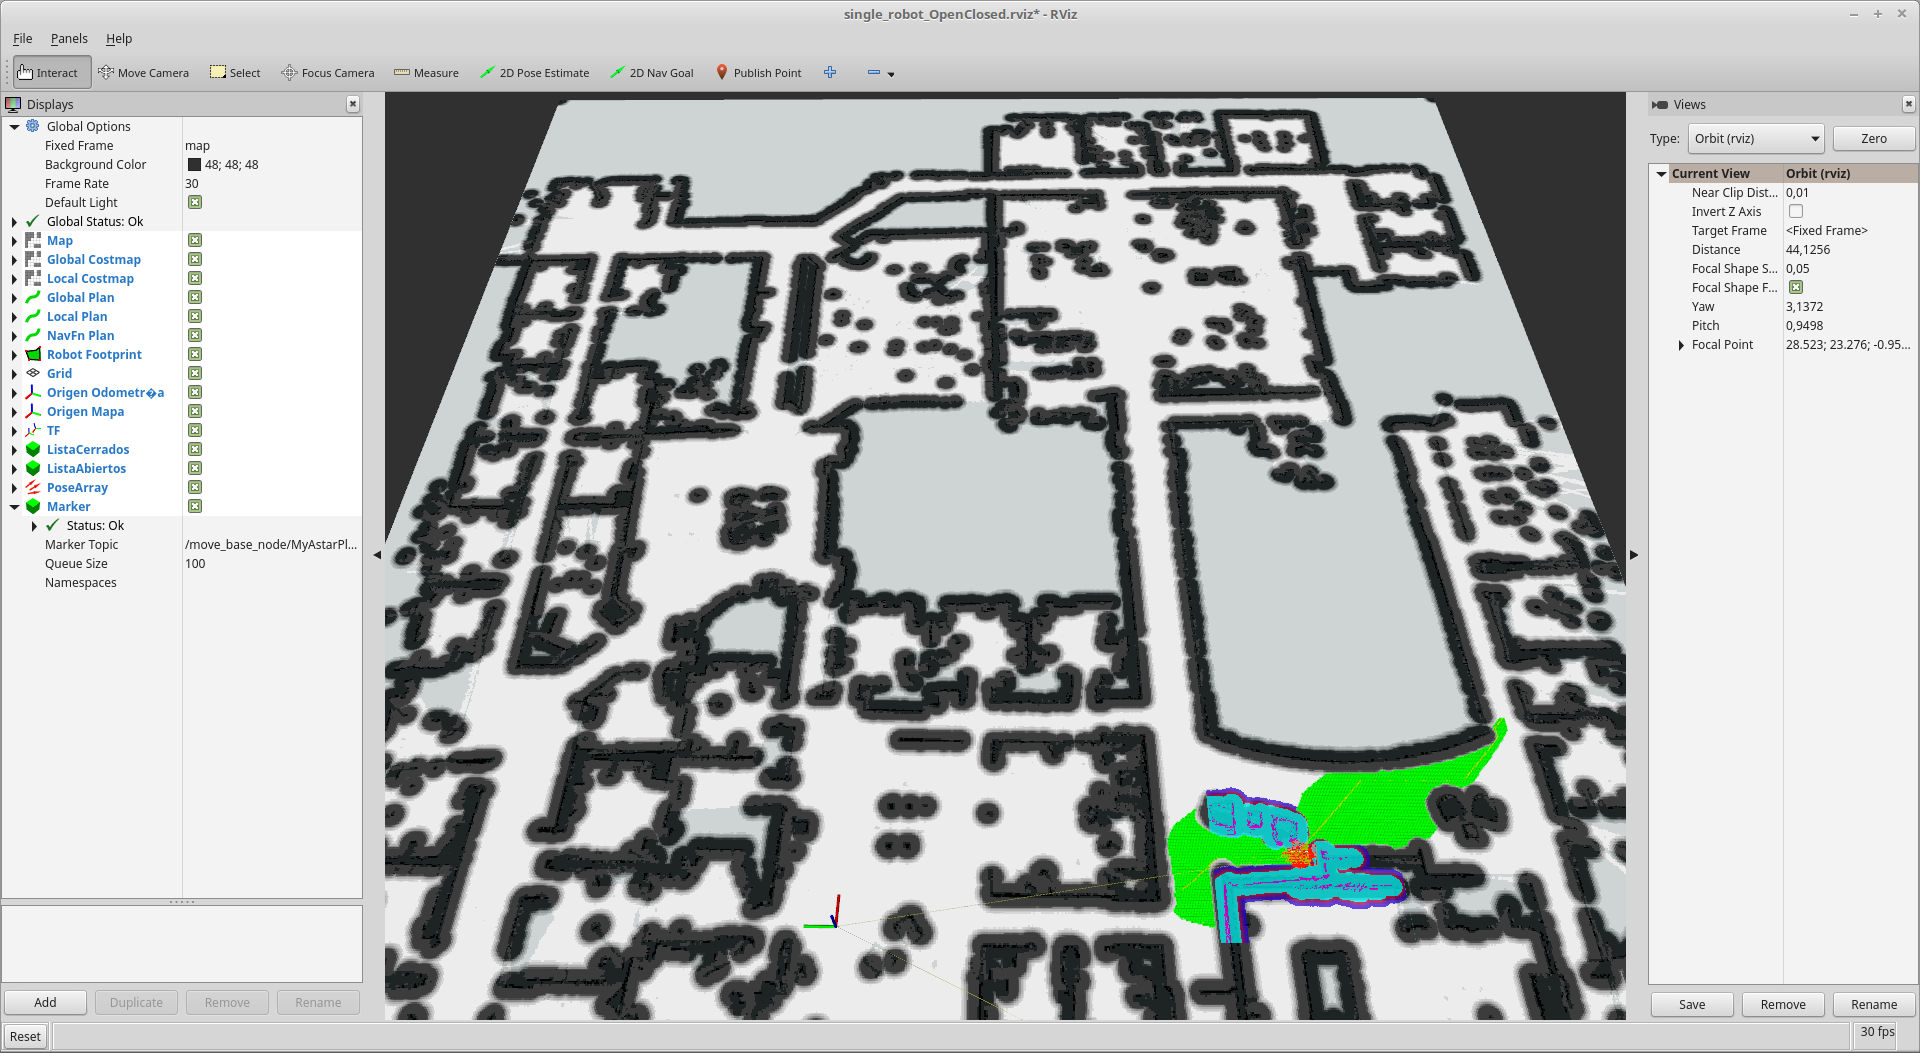 single_robot_OpenClosed.rviz* - RViz
File Panels Help
Interact Move Camera Select Focus Camera Measure 2D Pose Estimate 2D Nav Goal Publish Point
Displays
Global Options
Fixed Frame map
Background Color 48; 48; 48
Frame Rate 30
Default Light
Global Status: Ok
Map
Global Costmap
Local Costmap
Global Plan
Local Plan
NavFn Plan
Robot Footprint
Grid
Origen Odometr�a
Origen Mapa
TF
ListaCerrados
ListaAbiertos
PoseArray
Marker
Status: Ok
Marker Topic /move_base_node/MyAstarPl...
Queue Size 100
Namespaces
Add Duplicate Remove Rename
Reset
Views
Type: Orbit (rviz) Zero
Current View Orbit (rviz)
Near Clip Dist... 0,01
Invert Z Axis
Target Frame <Fixed Frame>
Distance 44,1256
Focal Shape S... 0,05
Focal Shape F...
Yaw 3,1372
Pitch 0,9498
Focal Point 28.523; 23.276; -0.95...
Save Remove Rename
30 fps